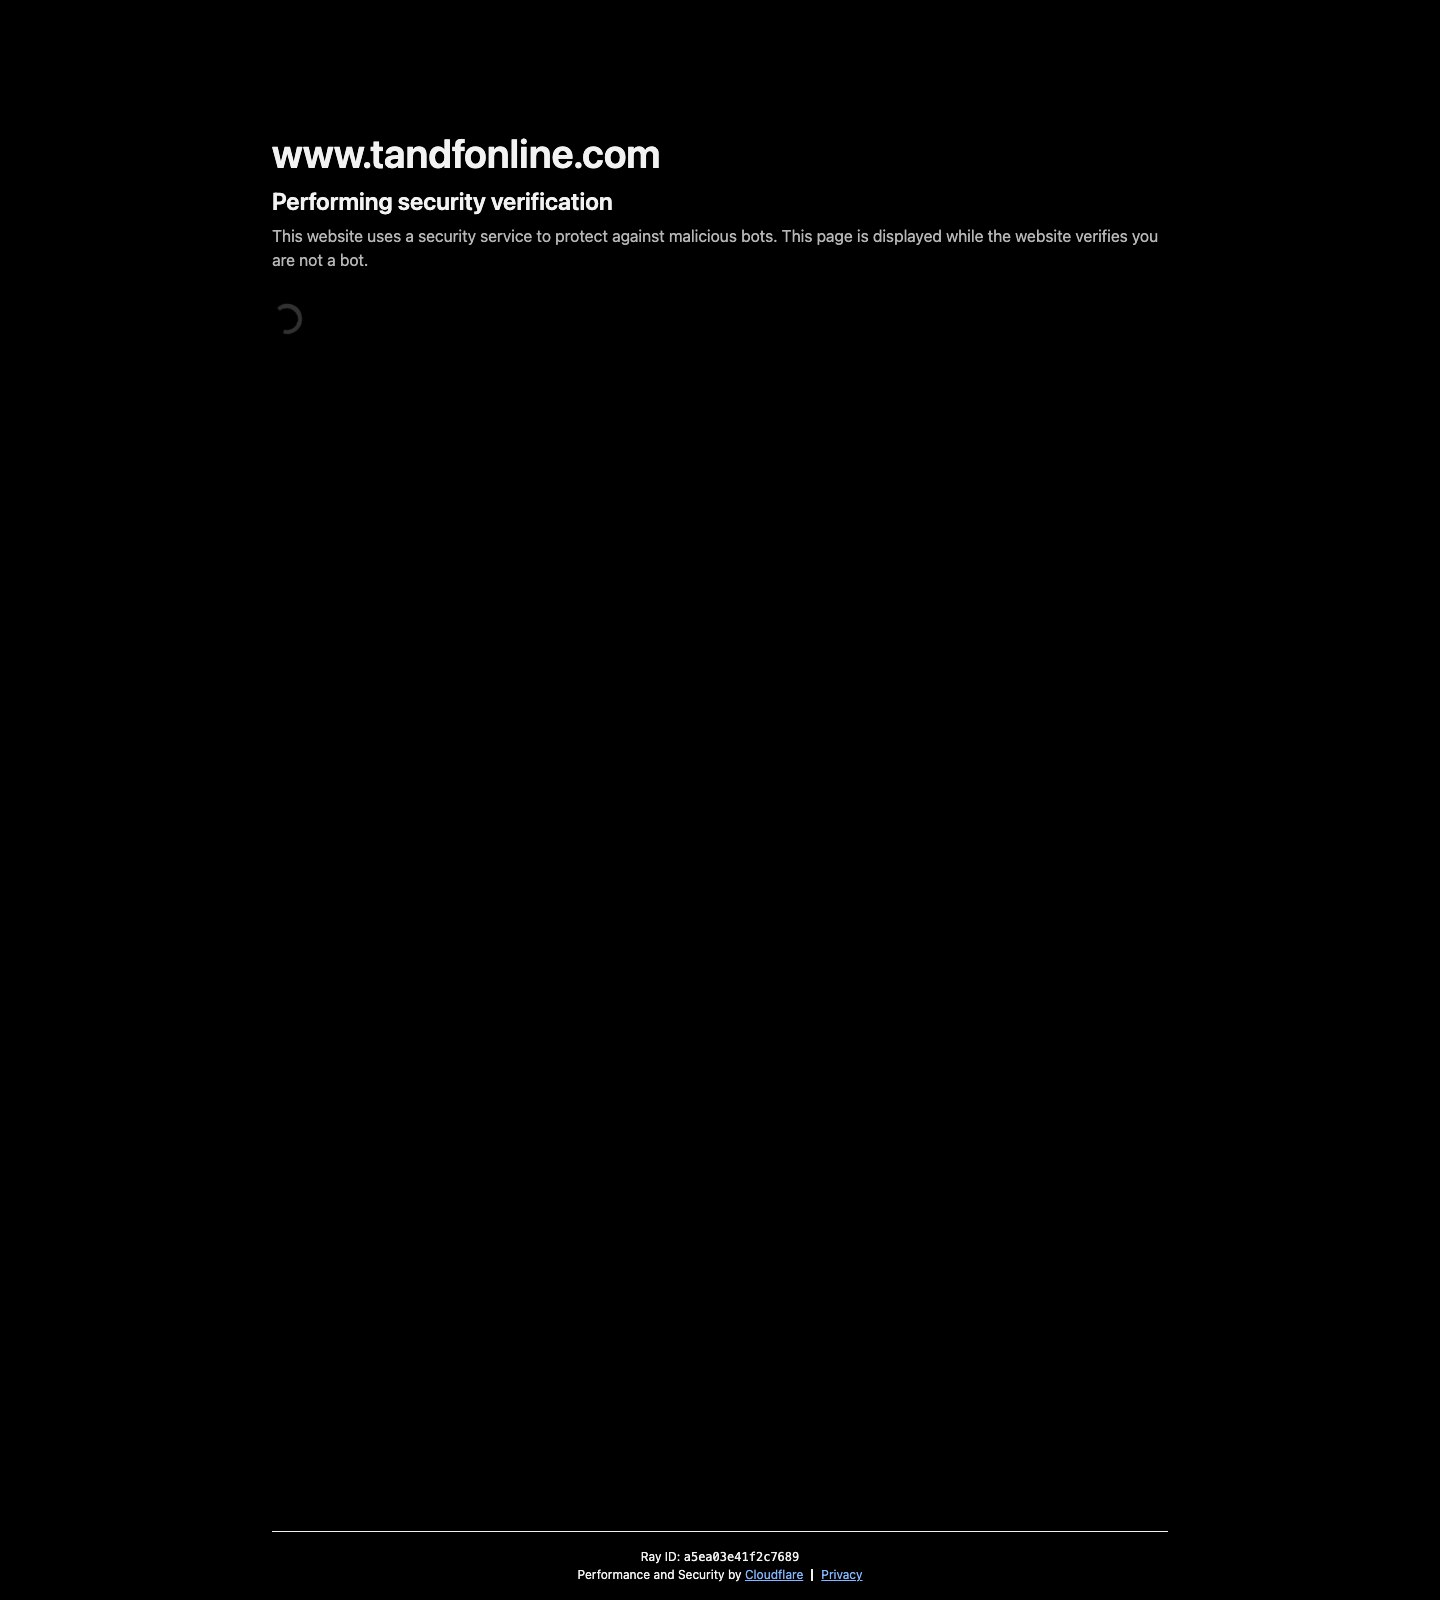 www.tandfonline.com
Performing security verification
This website uses a security service to protect against malicious bots. This page is displayed while the website verifies you
are not a bot.
Ray ID: a5ea03e41f2c7689
Performance and Security by Cloudflare | Privacy